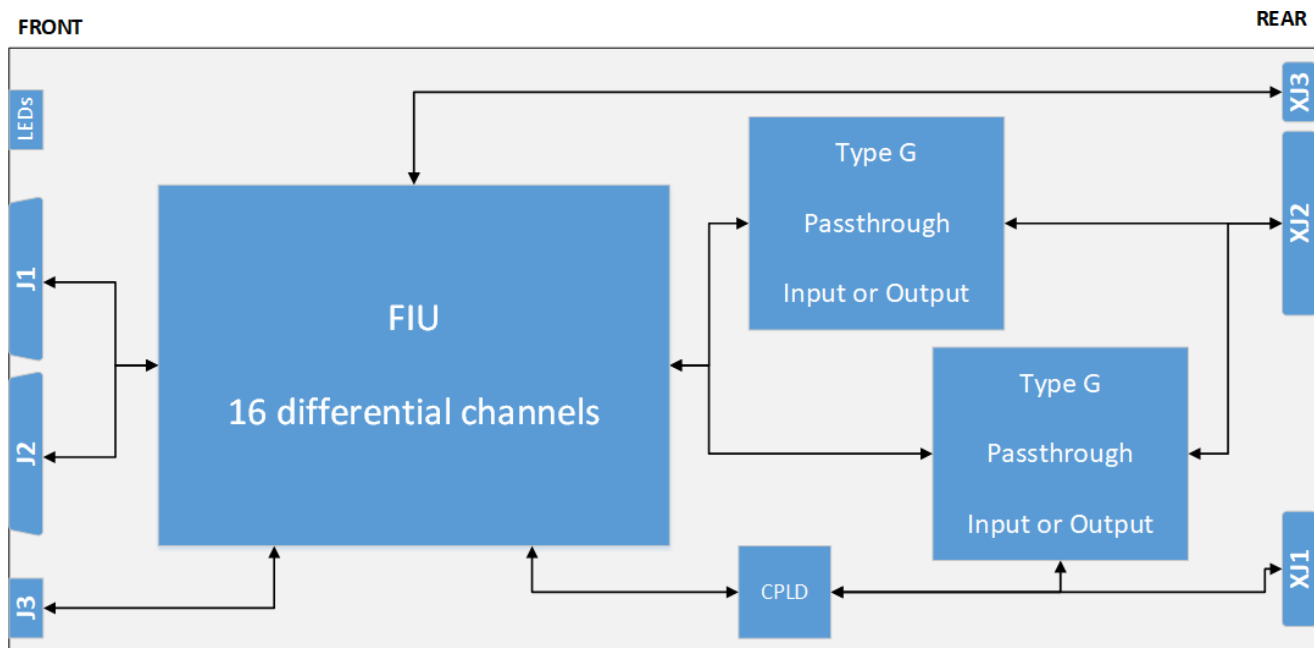 FRONT
REAR
LEDs
J1
J2
J3
FIU
16 differential channels
Type G
Passthrough
Input or Output
Type G
Passthrough
Input or Output
CPLD
XJ3
XJ2
XJ1